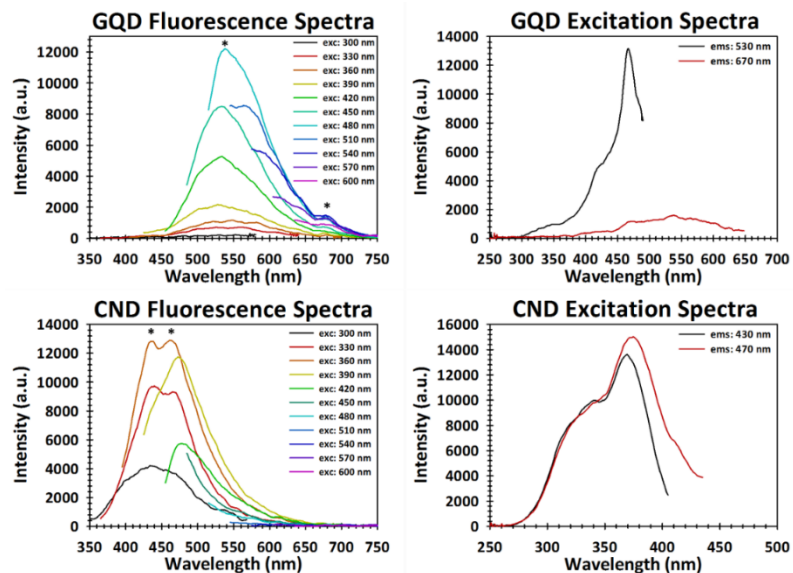 GQD Fluorescence Spectra
Intensity (a.u.)
12000
10000
8000
6000
4000
2000
0
350 400 450 500 550 600 650 700 750
Wavelength (nm)
*
*
exc: 300 nm
exc: 330 nm
exc: 360 nm
exc: 390 nm
exc: 420 nm
exc: 450 nm
exc: 480 nm
exc: 510 nm
exc: 540 nm
exc: 570 nm
exc: 600 nm
GQD Excitation Spectra
Intensity (a.u.)
14000
12000
10000
8000
6000
4000
2000
0
250 300 350 400 450 500 550 600 650 700
Wavelength (nm)
ems: 530 nm
ems: 670 nm
CND Fluorescence Spectra
Intensity (a.u.)
14000
12000
10000
8000
6000
4000
2000
0
350 400 450 500 550 600 650 700 750
Wavelength (nm)
* *
exc: 300 nm
exc: 330 nm
exc: 360 nm
exc: 390 nm
exc: 420 nm
exc: 450 nm
exc: 480 nm
exc: 510 nm
exc: 540 nm
exc: 570 nm
exc: 600 nm
CND Excitation Spectra
Intensity (a.u.)
16000
14000
12000
10000
8000
6000
4000
2000
0
250 300 350 400 450 500
Wavelength (nm)
ems: 430 nm
ems: 470 nm